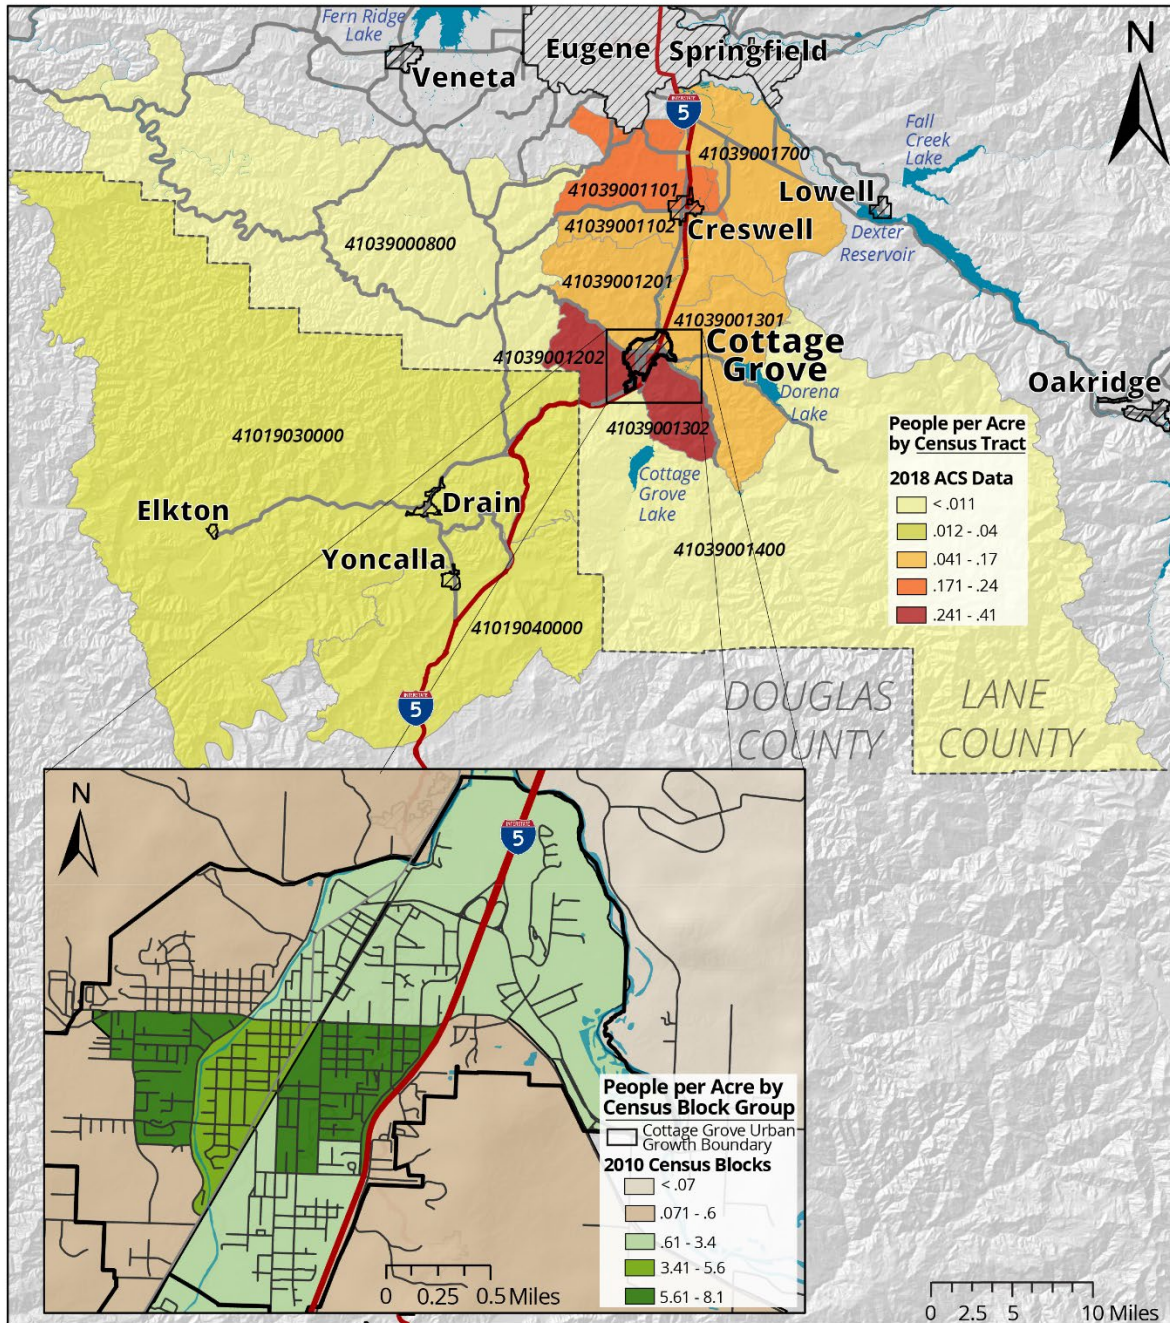 Fern Ridge
Lake
Eugene
Springfield
N
Veneta
INTERSTATE
5
Fall
Creek
Lake
41039001700
41039001101
Lowell
41039001102
Creswell
Dexter
Reservoir
41039000800
41039001201
41039001301
Cottage
Grove
41039001202
Oakridge
Dorena
Lake
41039001302
41019030000
Cottage
Grove
Lake
Elkton
Drain
Yoncalla
41039001400
41019040000
People per Acre
by Census Tract
2018 ACS Data
< .011
.012 - .04
.041 - .17
.171 - .24
.241 - .41
INTERSTATE
5
DOUGLAS
COUNTY
LANE
COUNTY
N
INTERSTATE
5
People per Acre by
Census Block Group
Cottage Grove Urban
Growth Boundary
2010 Census Blocks
< .07
.071 - .6
.61 - 3.4
3.41 - 5.6
5.61 - 8.1
0 0.25 0.5 Miles
0 2.5 5 10 Miles